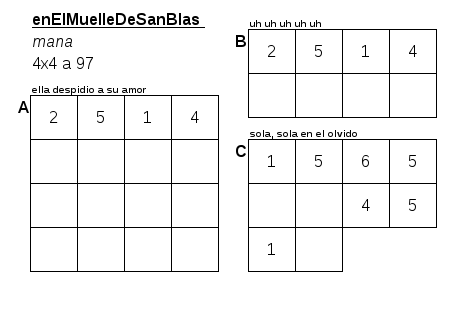 enElMuelleDeSanBlas
mana
4x4 a 97
ella despidio a su amor
A
2 5 1 4
uh uh uh uh uh
B
2 5 1 4
sola, sola en el olvido
C
1 5 6 5
4 5
1